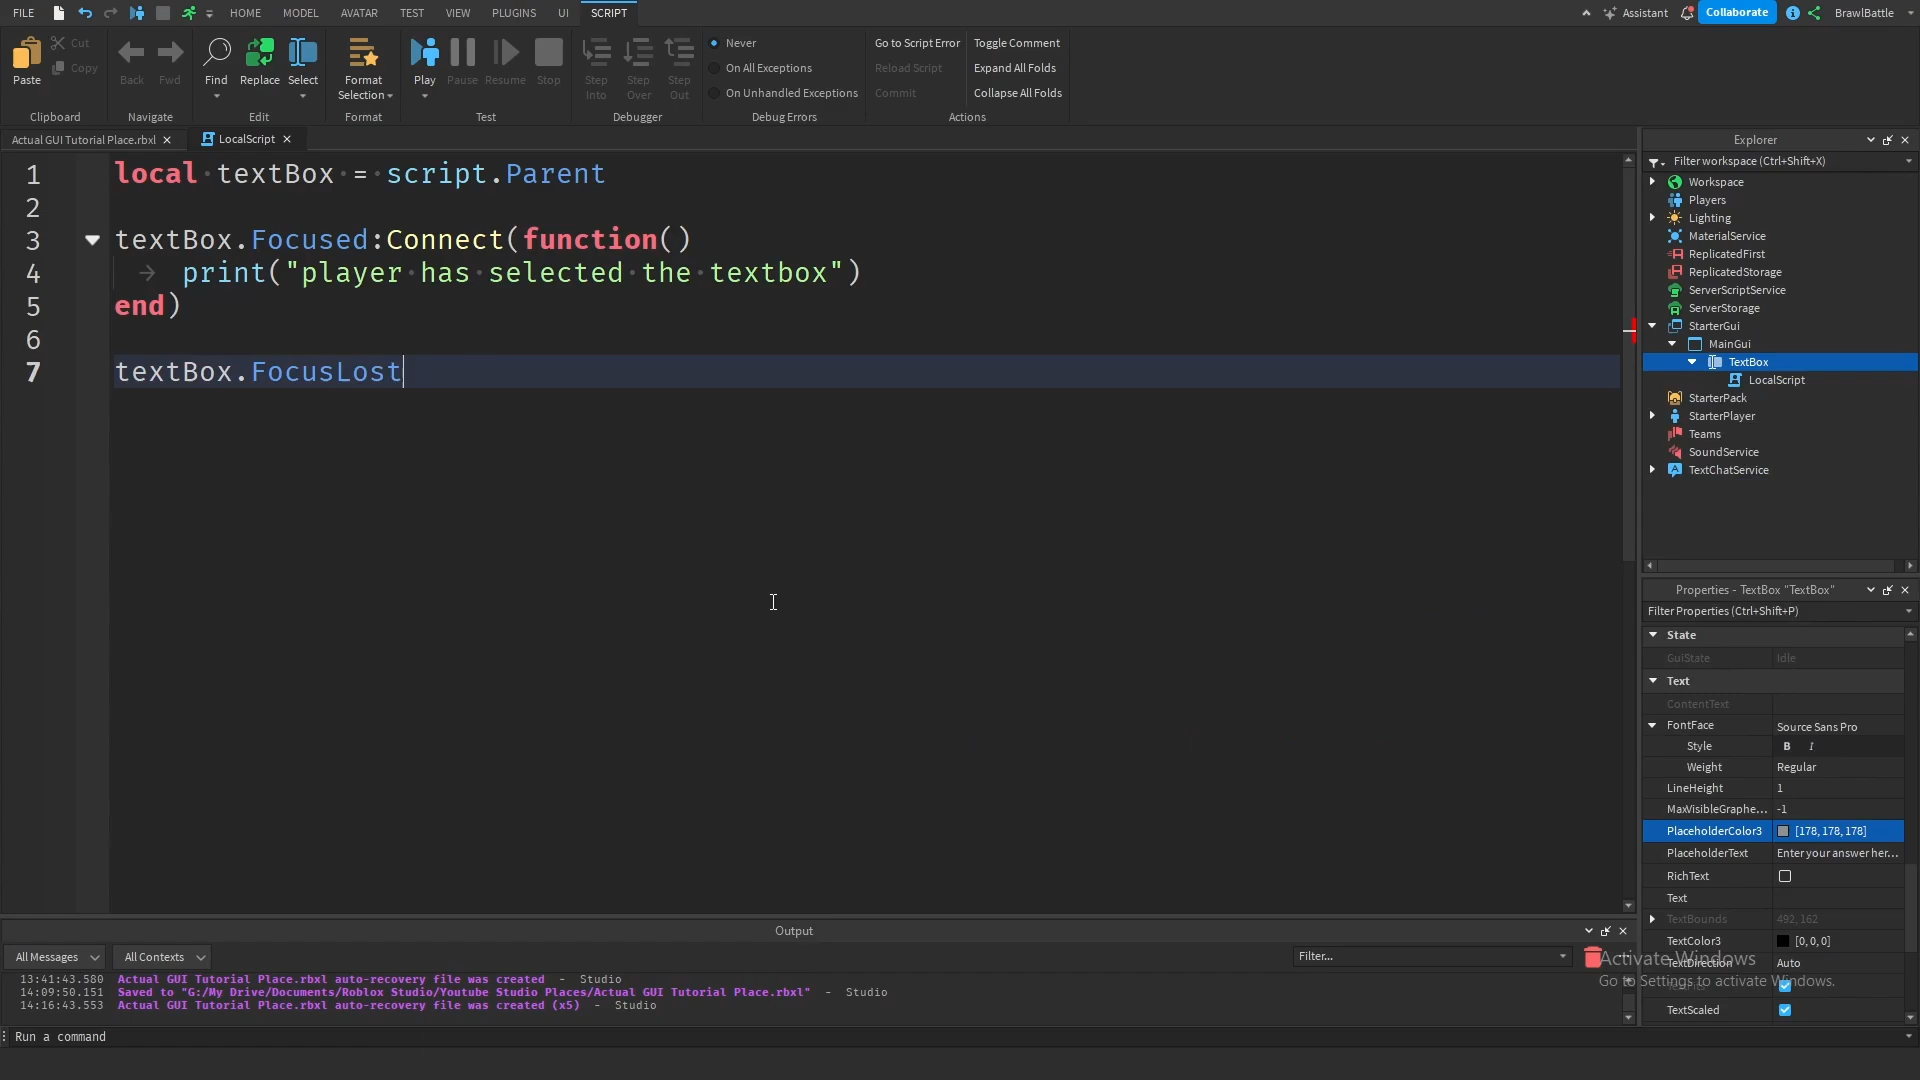 FILE HOME MODEL AVATAR TEST VIEW PLUGINS UI SCRIPT Assistant Collaborate BrawlBattle
Paste Cut Copy Back Fwd Find Replace Select Format Selection Play Pause Resume Stop Step Into Step Over Step Out
Never
On All Exceptions
On Unhandled Exceptions
Go to Script Error
Reload Script
Commit
Toggle Comment
Expand All Folds
Collapse All Folds
Clipboard Navigate Edit Format Test Debugger Debug Errors Actions
Actual GUI Tutorial Place.rbxl LocalScript
1 local textBox = script.Parent
2
3 textBox.Focused:Connect(function()
4 print("player has selected the textbox")
5 end)
6
7 textBox.FocusLost
Explorer
Filter workspace (Ctrl+Shift+X)
Workspace
Players
Lighting
MaterialService
ReplicatedFirst
ReplicatedStorage
ServerScriptService
ServerStorage
StarterGui
MainGui
TextBox
LocalScript
StarterPack
StarterPlayer
Teams
SoundService
TextChatService
Properties - TextBox "TextBox"
Filter Properties (Ctrl+Shift+P)
State
GuiState Idle
Text
ContentText
FontFace Source Sans Pro
Style B I
Weight Regular
LineHeight 1
MaxVisibleGraphe... -1
PlaceholderColor3 [178, 178, 178]
PlaceholderText Enter your answer her...
RichText
Text
TextBounds 492, 162
TextColor3 [0, 0, 0]
TextDirection Auto
TextScaled
Activate Windows
Go to Settings to activate Windows.
Output
All Messages All Contexts Filter...
13:41:43.580 Actual GUI Tutorial Place.rbxl auto-recovery file was created - Studio
14:09:50.151 Saved to "G:/My Drive/Documents/Roblox Studio/Youtube Studio Places/Actual GUI Tutorial Place.rbxl" - Studio
14:16:43.553 Actual GUI Tutorial Place.rbxl auto-recovery file was created (x5) - Studio
Run a command